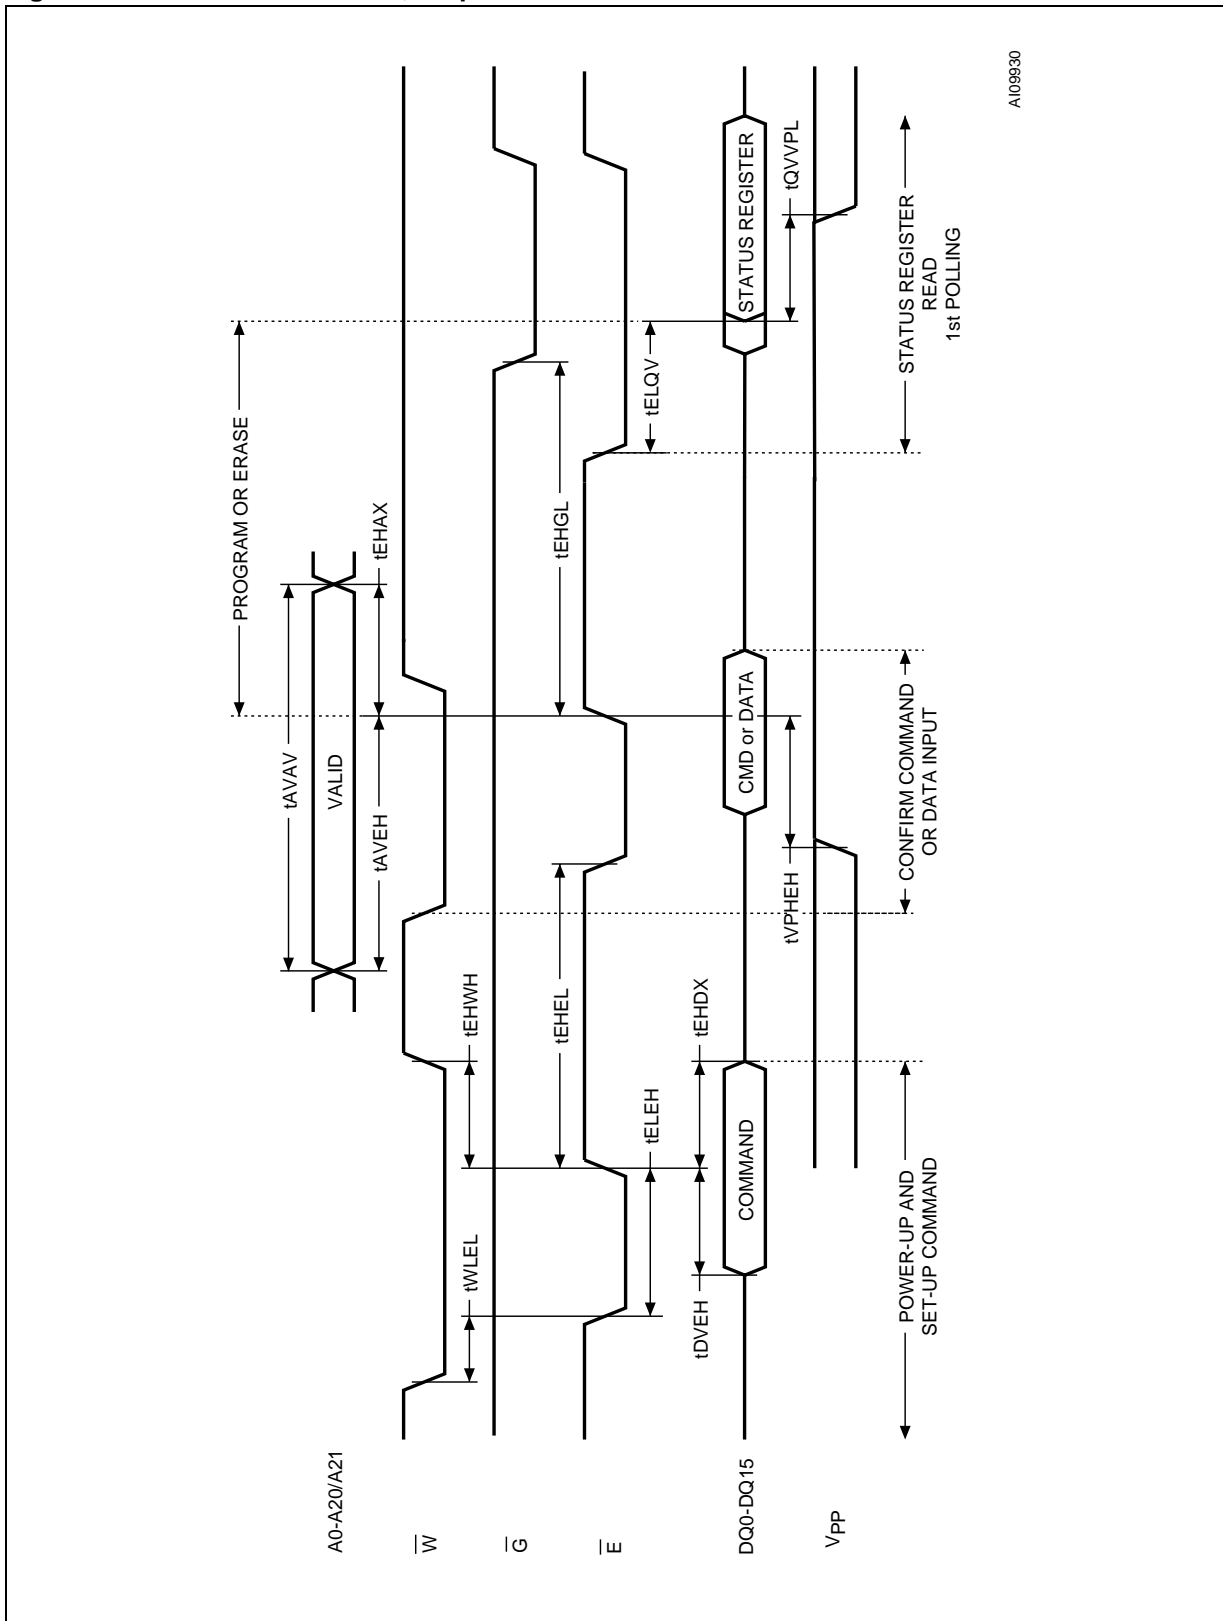 A0-A20/A21
W
G
E
DQ0-DQ15
VPP
PROGRAM OR ERASE
tAVAV
VALID
tAVEH
tEHAX
tWLEL
tEHWH
tEHEL
tEHGL
tELEH
tELQV
tDVEH
tEHDX
COMMAND
CMD or DATA
STATUS REGISTER
tVPHEH
tQVVPL
POWER-UP AND
SET-UP COMMAND
CONFIRM COMMAND
OR DATA INPUT
STATUS REGISTER
READ
1st POLLING
AI09930